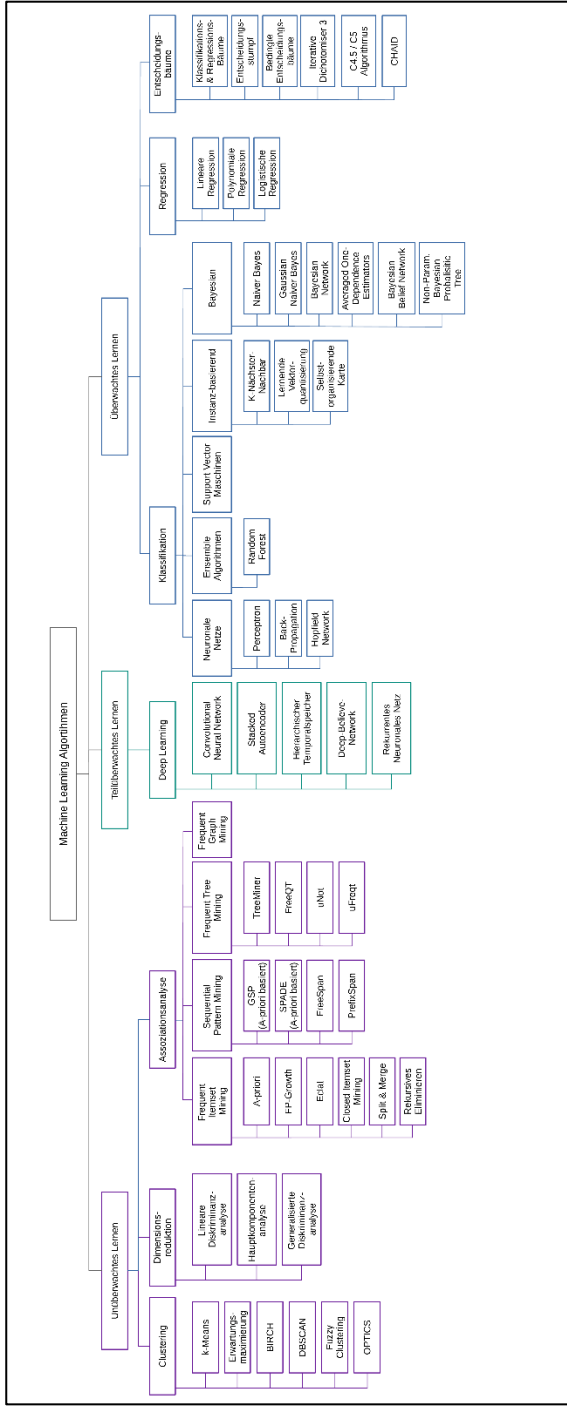 Machine Learning Algortihmen
Unüberwachtes Lernen
Clustering
k-Means
Erwartungs-
maximierung
BIRCH
DBSCAN
Fuzzy
Clustering
OPTICS
Dimensions-
reduktion
Lineare
Diskriminanz-
analyse
Hauptkomponenten-
analyse
Generalisierte
Diskriminanz-
analyse
Assoziationsanalyse
Frequent
Itemset
Mining
A-priori
FP-Growth
Eclat
Closed Itemset
Mining
Split & Merge
Rekursives
Eliminieren
Sequential
Pattern Mining
GSP
(A-priori basiert)
SPADE
(A-priori basiert)
FreeSpan
PrefixSpan
Frequent Tree
Mining
TreeMiner
FreeQT
uNot
uFreqt
Frequent
Graph
Mining
Teilüberwachtes Lernen
Deep Learning
Convolutional
Neural Network
Stacked
Autoencoder
Hierarchischer
Temporalspeicher
Deep-Believe-
Network
Rekurrentes
Neuronales Netz
Überwachtes Lernen
Klassifikation
Neuronale
Netze
Perceptron
Back-
Propagation
Hopfield
Network
Ensemble
Algorithmen
Random
Forest
Support Vector
Maschinen
Instanz-basierend
K-Nächster-
Nachbar
Lernende
Vektor-
quantisierung
Selbst-
organisierende
Karte
Bayesian
Naiver Bayes
Gaussian
Naiver Bayes
Bayesian
Network
Averaged One-
Dependence
Estimators
Bayesian
Belief Network
Non-Param.
Bayesian
Probalisitic
Tree
Regression
Lineare
Regression
Polynomiale
Regression
Logistische
Regression
Entscheidungs-
bäume
Klassifikations-
& Regressions-
Bäume
Entscheidungs-
stumpf
Bedingte
Entscheidungs-
bäume
Iterative
Dichotomiser 3
C4.5 / C5
Algorithmus
CHAID